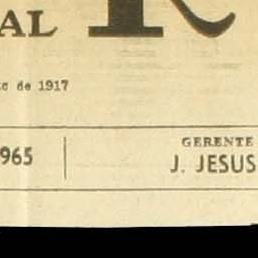 AL R
de 1917
965 GERENTE
J. JESUS